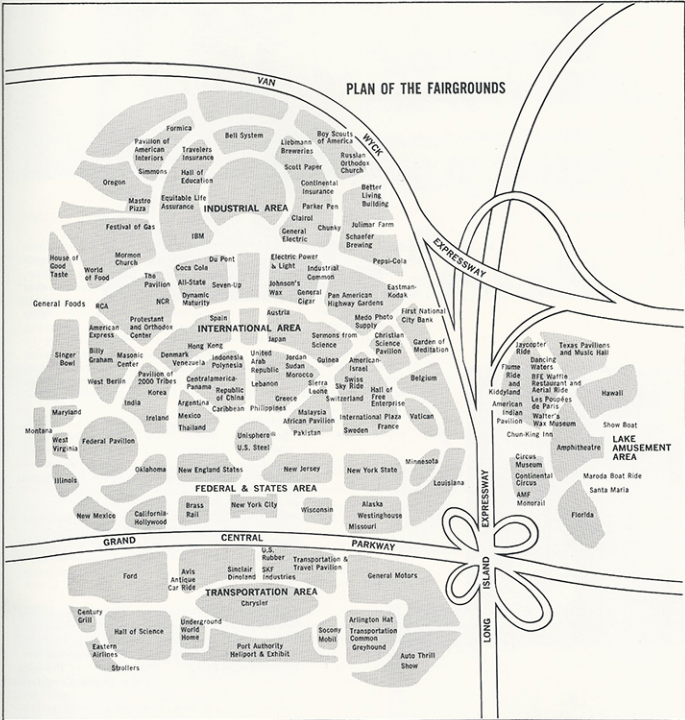 PLAN OF THE FAIRGROUNDS
VAN
WYCK
EXPRESSWAY
Formica
Pavilion of
American
Interiors
Travelers
Insurance
Bell System
Liebmann
Breweries
Boy Scouts
of America
Russian
Orthodox
Church
Simmons
Hall of
Education
Scott Paper
Oregon
Continental
Insurance
Better
Living
Building
Mastro
Pizza
Equitable Life
Assurance
INDUSTRIAL AREA
Parker Pen
Clairol
Chunky
Julimar Farm
Festival of Gas
IBM
General
Electric
Schaefer
Brewing
House of
Good
Taste
World
of Food
Mormon
Church
Coca Cola
Du Pont
Electric Power
& Light
Industrial
Common
Pepsi-Cola
The
Pavilion
All-State
Seven-Up
Johnson's
Wax
General
Cigar
Eastman-
Kodak
General Foods
RCA
NCR
Dynamic
Maturity
Pan American
Highway Gardens
American
Express
Protestant
and Orthodox
Center
Spain
Austria
Medo Photo
Supply
First National
City Bank
INTERNATIONAL AREA
Singer
Bowl
Billy
Graham
Masonic
Center
Hong Kong
Denmark
Venezuela
Indonesia
Polynesia
United
Arab
Republic
Japan
Jordan
Sudan
Morocco
Sermons from
Science
Guinea
American-
Israel
Christian
Science
Pavilion
Garden of
Meditation
West Berlin
Pavilion of
2000 Tribes
Korea
Centralamerica-
Panama
Republic
of China
Lebanon
Sierra
Leone
Swiss
Sky Ride
Hall of
Free
Enterprise
Belgium
India
Ireland
Argentina
Mexico
Thailand
Caribbean
Philippines
Greece
Switzerland
Malaysia
African Pavilion
Pakistan
International Plaza
Sweden
France
Vatican
Maryland
Montana
West
Virginia
Federal Pavilion
Unisphere®
U.S. Steel
Illinois
Oklahoma
New England States
New Jersey
New York State
Minnesota
Louisiana
FEDERAL & STATES AREA
New Mexico
California-
Hollywood
Brass
Rail
New York City
Wisconsin
Alaska
Westinghouse
Missouri
Jaycopter
Ride
Texas Pavilions
and Music Hall
Dancing
Waters
Flume
Ride
and
Kiddyland
BFE Waffle
Restaurant and
Aerial Ride
Les Poupées
de Paris
Hawaii
American
Indian
Pavilion
Walter's
Wax Museum
Chun-King Inn
Show Boat
LAKE
AMUSEMENT
AREA
Amphitheatre
Circus
Museum
Continental
Circus
Maroda Boat Ride
Santa Maria
AMF
Monorail
Florida
GRAND
CENTRAL
PARKWAY
LONG
ISLAND
EXPRESSWAY
Ford
Avis
Antique
Car Ride
Sinclair
Dinoland
U.S.
Rubber
SKF
Industries
Transportation &
Travel Pavilion
General Motors
TRANSPORTATION AREA
Chrysler
Century
Grill
Hall of Science
Underground
World
Home
Socony
Mobil
Arlington Hat
Transportation
Common
Greyhound
Eastern
Airlines
Port Authority
Heliport & Exhibit
Auto Thrill
Show
Strollers